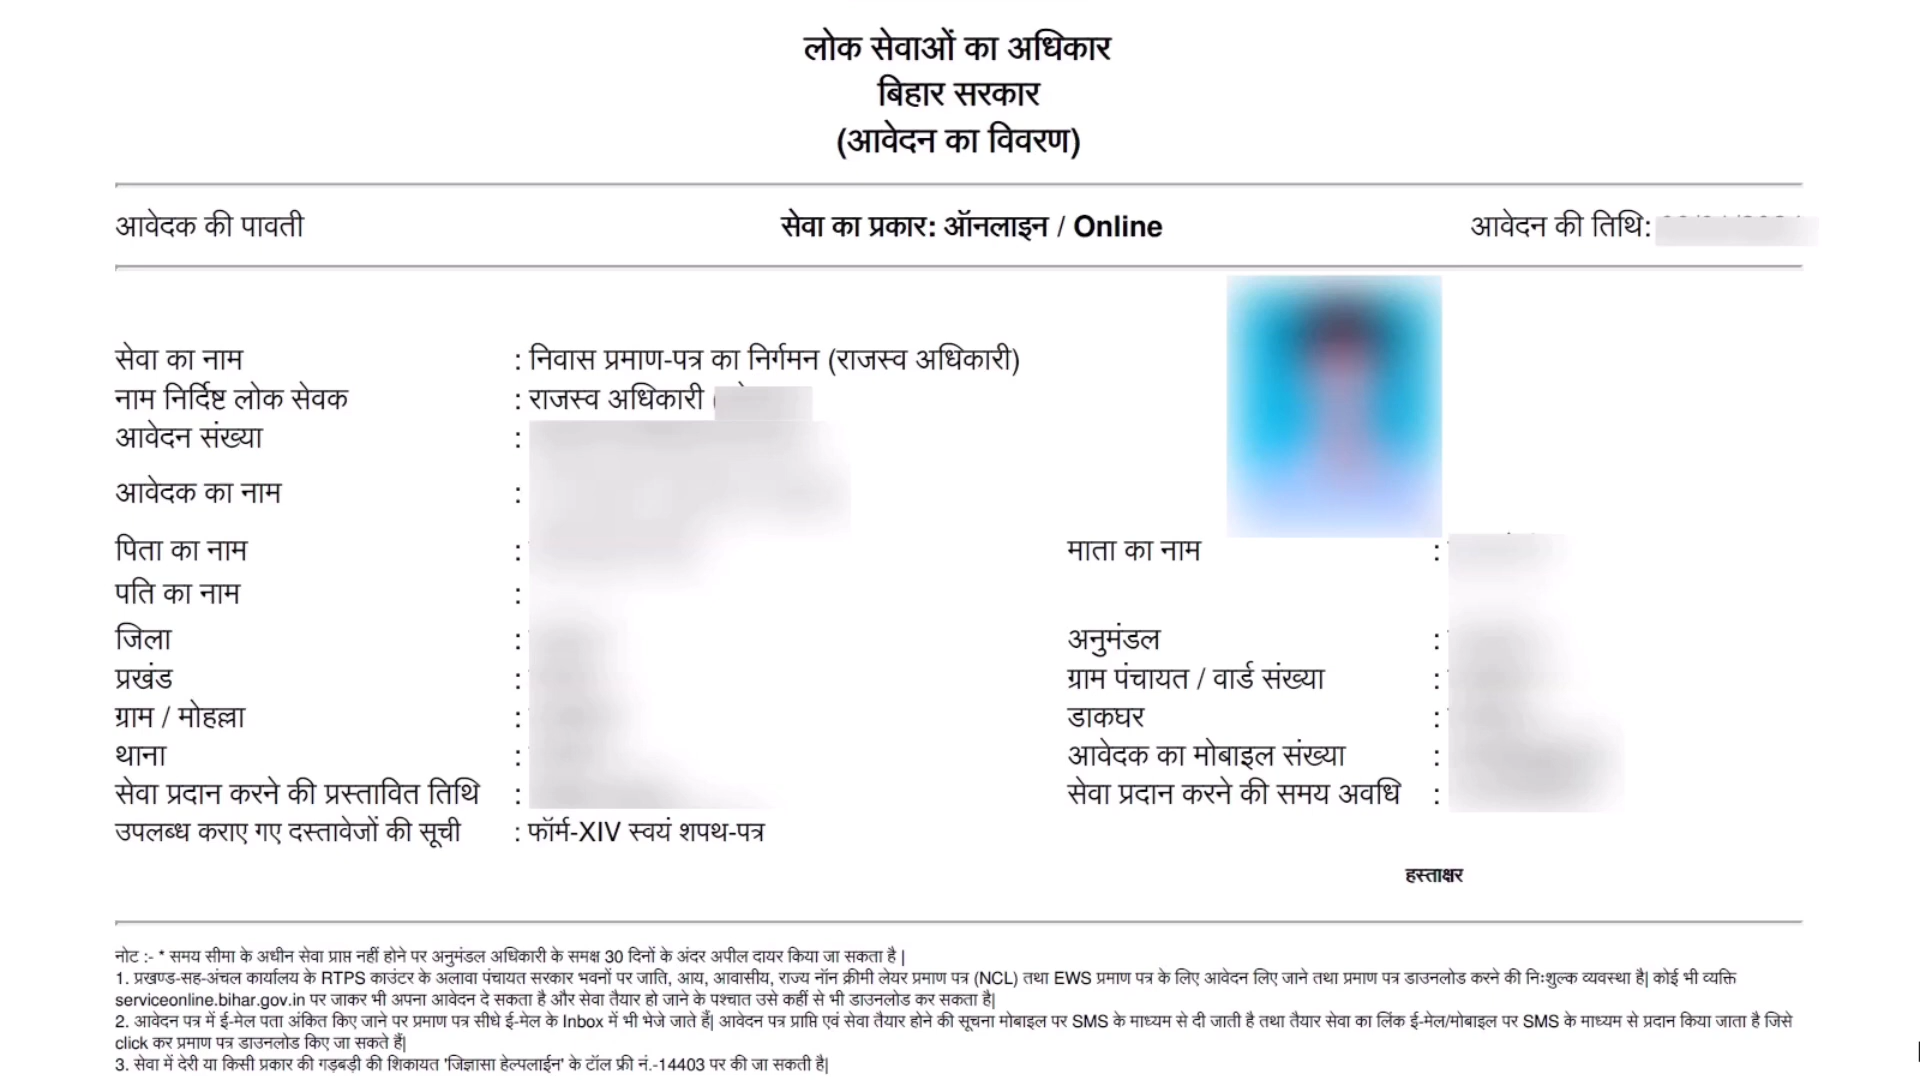 लोक सेवाओं का अधिकार
बिहार सरकार
(आवेदन का विवरण)
आवेदक की पावती सेवा का प्रकार: ऑनलाइन / Online आवेदन की तिथि:
सेवा का नाम : निवास प्रमाण-पत्र का निर्गमन (राजस्व अधिकारी)
नाम निर्दिष्ट लोक सेवक : राजस्व अधिकारी (
आवेदन संख्या :
आवेदक का नाम :
पिता का नाम : माता का नाम :
पति का नाम :
जिला : अनुमंडल :
प्रखंड : ग्राम पंचायत / वार्ड संख्या :
ग्राम / मोहल्ला : डाकघर :
थाना : आवेदक का मोबाइल संख्या :
सेवा प्रदान करने की प्रस्तावित तिथि : सेवा प्रदान करने की समय अवधि :
उपलब्ध कराए गए दस्तावेजों की सूची : फॉर्म-XIV स्वयं शपथ-पत्र
हस्ताक्षर
नोट :- * समय सीमा के अधीन सेवा प्राप्त नहीं होने पर अनुमंडल अधिकारी के समक्ष 30 दिनों के अंदर अपील दायर किया जा सकता है |
1. प्रखण्ड-सह-अंचल कार्यालय के RTPS काउंटर के अलावा पंचायत सरकार भवनों पर जाति, आय, आवासीय, राज्य नॉन क्रीमी लेयर प्रमाण पत्र (NCL) तथा EWS प्रमाण पत्र के लिए आवेदन लिए जाने तथा प्रमाण पत्र डाउनलोड करने की निःशुल्क व्यवस्था है| कोई भी व्यक्ति
serviceonline.bihar.gov.in पर जाकर भी अपना आवेदन दे सकता है और सेवा तैयार हो जाने के पश्चात उसे कहीं से भी डाउनलोड कर सकता है|
2. आवेदन पत्र में ई-मेल पता अंकित किए जाने पर प्रमाण पत्र सीधे ई-मेल के Inbox में भी भेजे जाते हैं| आवेदन पत्र प्राप्ति एवं सेवा तैयार होने की सूचना मोबाइल पर SMS के माध्यम से दी जाती है तथा तैयार सेवा का लिंक ई-मेल/मोबाइल पर SMS के माध्यम से प्रदान किया जाता है जिसे
click कर प्रमाण पत्र डाउनलोड किए जा सकते हैं|
3. सेवा में देरी या किसी प्रकार की गड़बड़ी की शिकायत 'जिज्ञासा हेल्पलाईन' के टॉल फ्री नं.-14403 पर की जा सकती है|